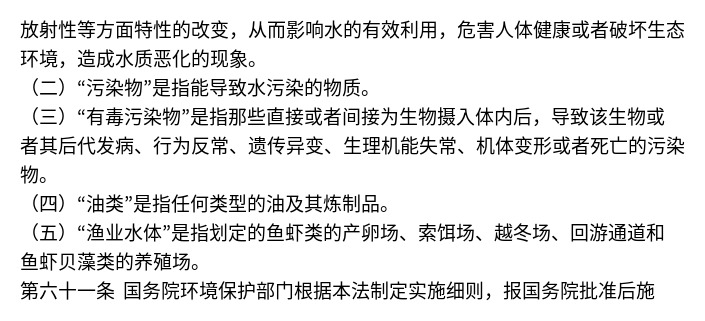 放射性等方面特性的改变，从而影响水的有效利用，危害人体健康或者破坏生态
环境，造成水质恶化的现象。
（二）“污染物”是指能导致水污染的物质。
（三）“有毒污染物”是指那些直接或者间接为生物摄入体内后，导致该生物或
者其后代发病、行为反常、遗传异变、生理机能失常、机体变形或者死亡的污染
物。
（四）“油类”是指任何类型的油及其炼制品。
（五）“渔业水体”是指划定的鱼虾类的产卵场、索饵场、越冬场、回游通道和
鱼虾贝藻类的养殖场。
第六十一条 国务院环境保护部门根据本法制定实施细则，报国务院批准后施